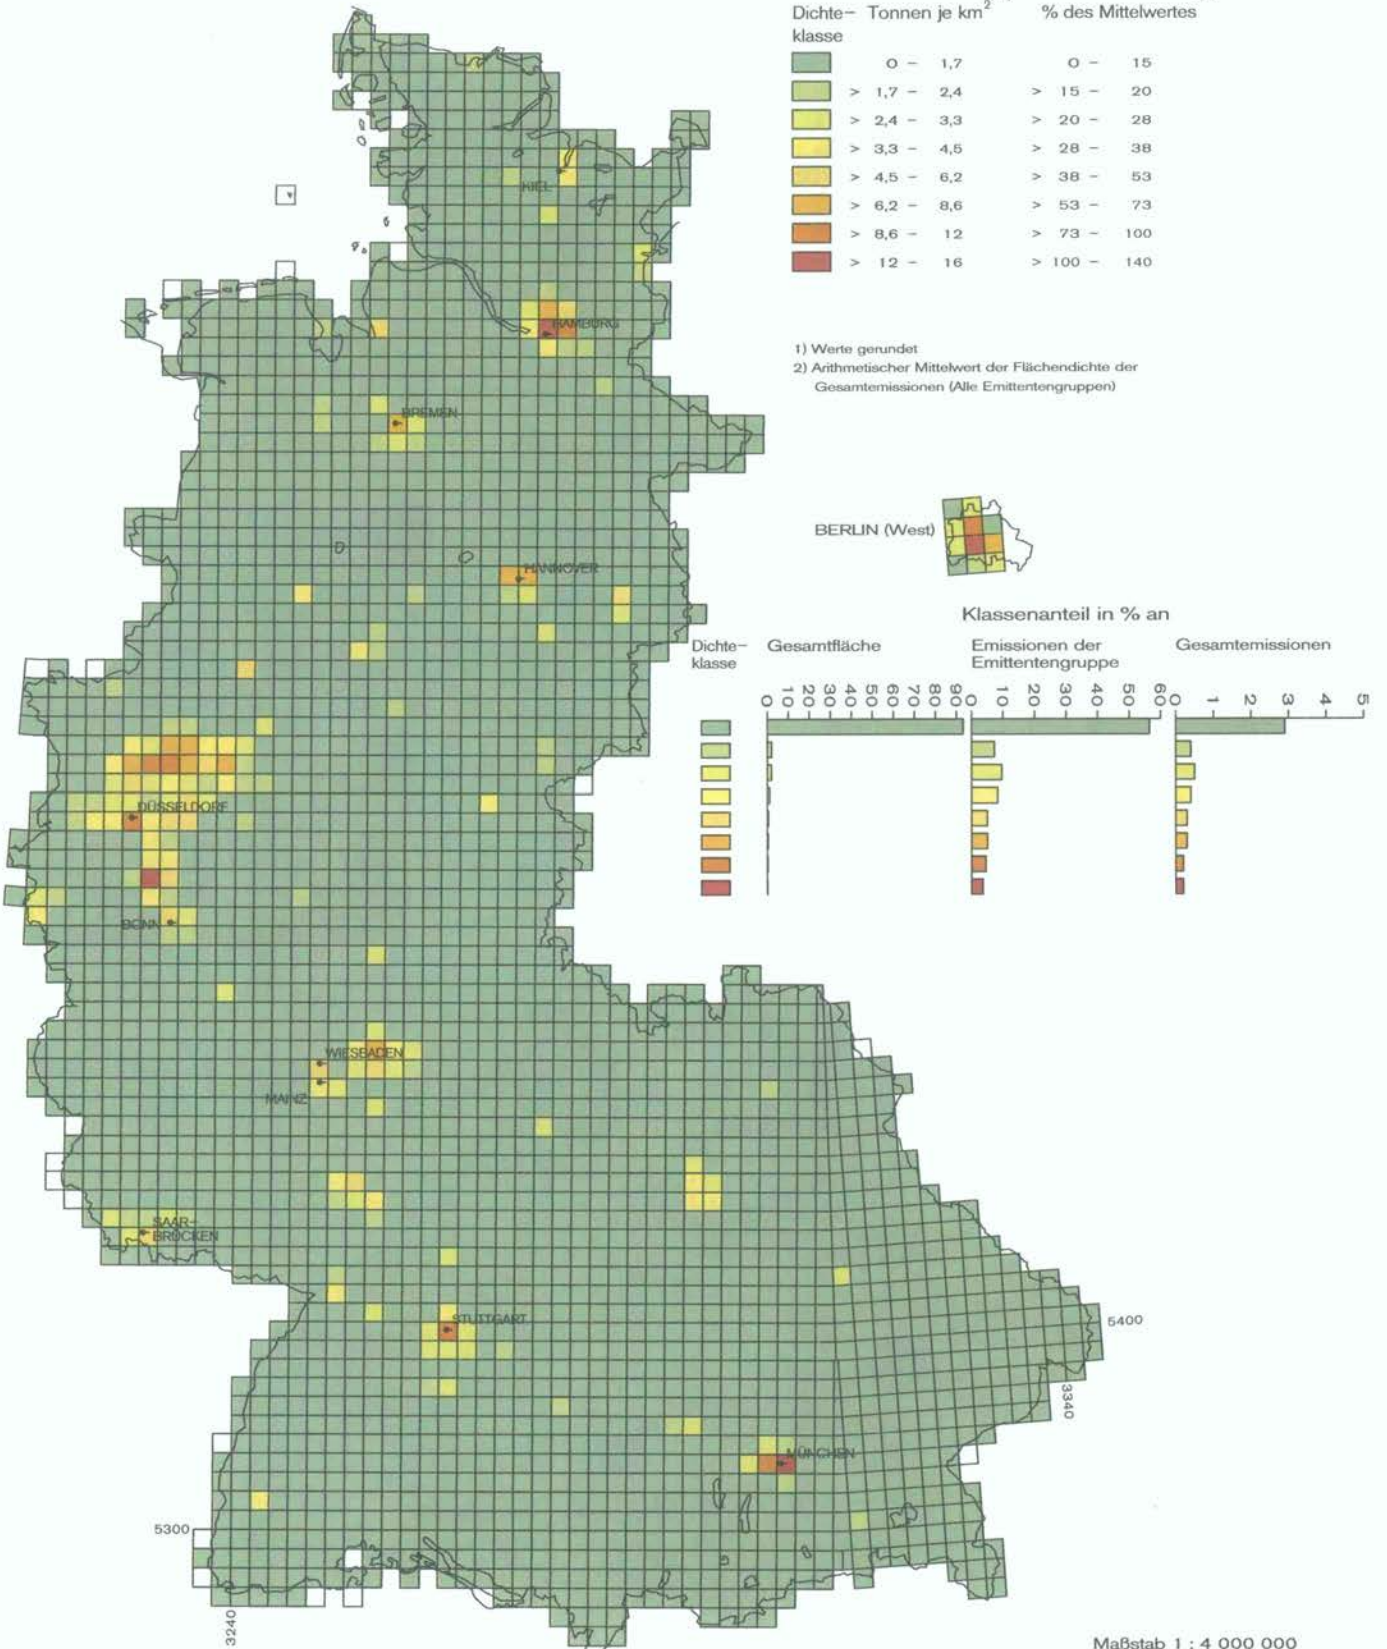 Dichte– Tonnen je km² % des Mittelwertes
klasse
0 – 1,7 0 – 15
> 1,7 – 2,4 > 15 – 20
> 2,4 – 3,3 > 20 – 28
> 3,3 – 4,5 > 28 – 38
> 4,5 – 6,2 > 38 – 53
> 6,2 – 8,6 > 53 – 73
> 8,6 – 12 > 73 – 100
> 12 – 16 > 100 – 140
1) Werte gerundet
2) Arithmetischer Mittelwert der Flächendichte der
Gesamtemissionen (Alle Emittentengruppen)
KIEL
HAMBURG
BREMEN
BERLIN (West)
HANNOVER
Klassenanteil in % an
Dichte– Gesamtfläche Emissionen der Gesamtemissionen
klasse Emittentengruppe
0 10 20 30 40 50 60 70 80 90 0 10 20 30 40 50 60 0 1 2 3 4 5
DÜSSELDORF
BONN
WIESBADEN
MAINZ
SAAR–
BRÜCKEN
STUTTGART
5400
3340
MÜNCHEN
5300
3240
Maßstab 1 : 4 000 000